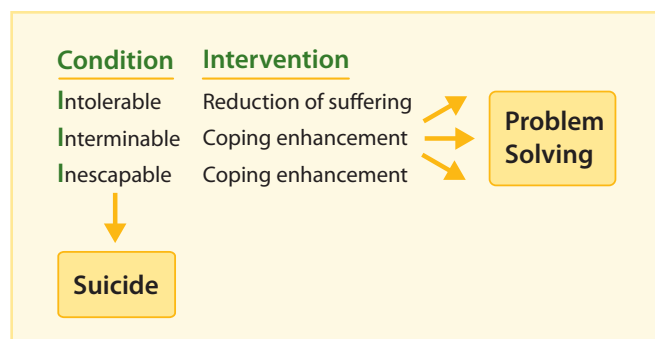 Condition Intervention
Intolerable Reduction of suffering
Interminable Coping enhancement
Inescapable Coping enhancement
Problem
Solving
Suicide